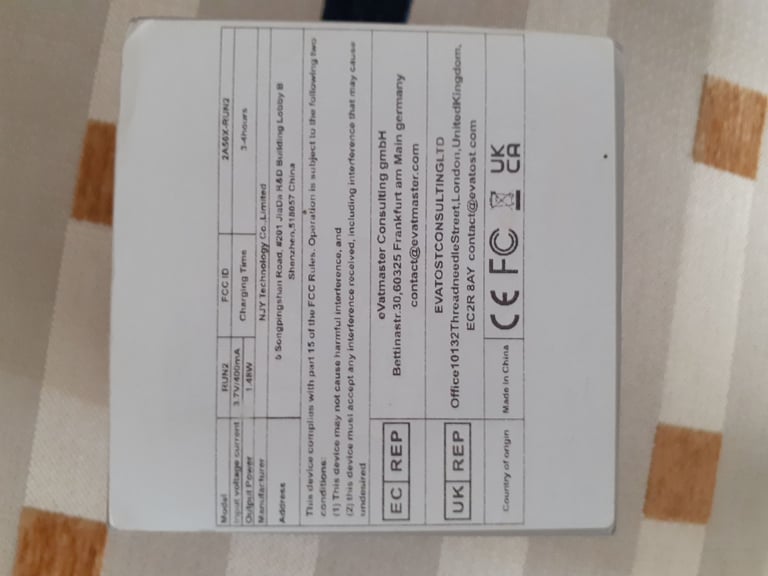 Model RUN2 FCC ID 2A56X-RUN2
Input voltage current 3.7V/400mA Charging Time 3-4hours
Output Power 1.48W
Manufacturer NJY Technology Co.,Limited
Address 6 Songpingshan Road, #201 JiaDa R&D Building Lobby B
Shenzhen,518057 China
This device complies with part 15 of the FCC Rules. Operation is subject to the following two
conditions:
(1) This device may not cause harmful interference, and
(2) this device must accept any interference received, including interference that may cause
undesired
EC REP
eVatmaster Consulting gmbH
Bettinastr.30,60325 Frankfurt am Main germany
contact@evatmaster.com
UK REP
EVATOSTCONSULTINGLTD
Office10132ThreadneedleStreet,London,UnitedKingdom,
EC2R 8AY contact@evatost.com
Country of origin Made In China CE FC UK
CA